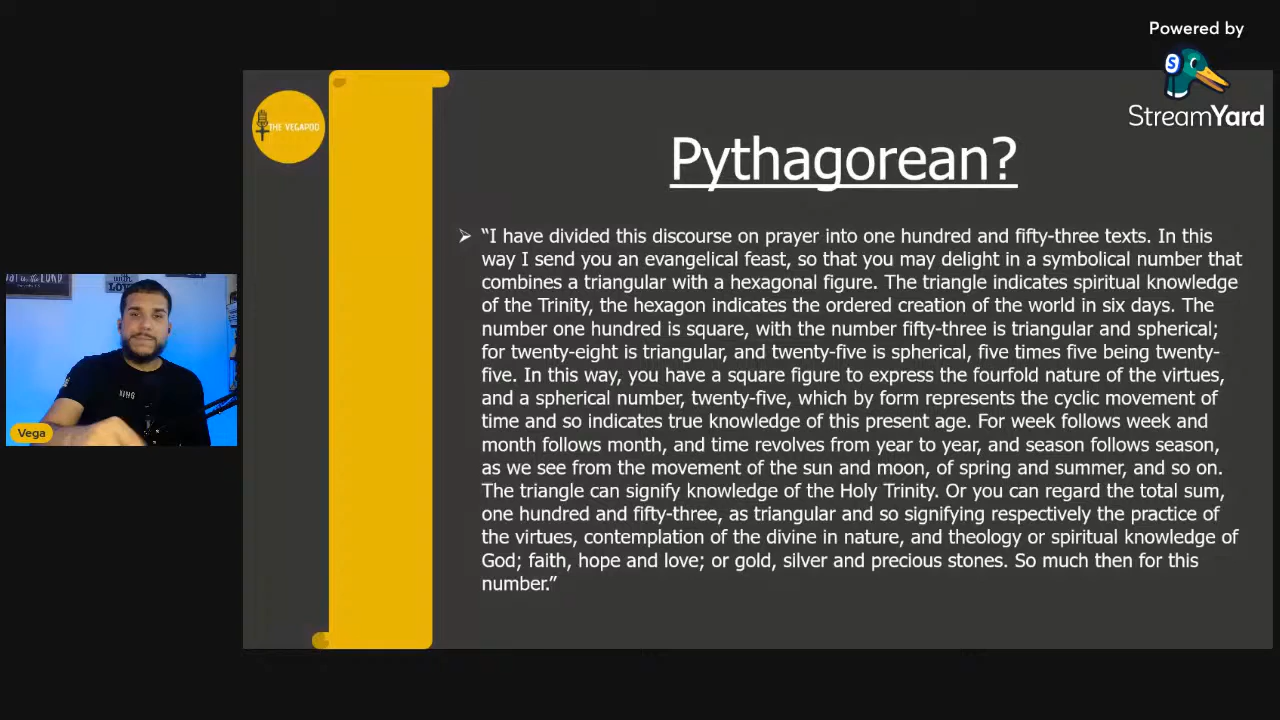 Powered by
StreamYard
THE VEGAPOD
Pythagorean?
➢ “I have divided this discourse on prayer into one hundred and fifty-three texts. In this
way I send you an evangelical feast, so that you may delight in a symbolical number that
combines a triangular with a hexagonal figure. The triangle indicates spiritual knowledge
of the Trinity, the hexagon indicates the ordered creation of the world in six days. The
number one hundred is square, with the number fifty-three is triangular and spherical;
for twenty-eight is triangular, and twenty-five is spherical, five times five being twenty-
five. In this way, you have a square figure to express the fourfold nature of the virtues,
and a spherical number, twenty-five, which by form represents the cyclic movement of
time and so indicates true knowledge of this present age. For week follows week and
month follows month, and time revolves from year to year, and season follows season,
as we see from the movement of the sun and moon, of spring and summer, and so on.
The triangle can signify knowledge of the Holy Trinity. Or you can regard the total sum,
one hundred and fifty-three, as triangular and so signifying respectively the practice of
the virtues, contemplation of the divine in nature, and theology or spiritual knowledge of
God; faith, hope and love; or gold, silver and precious stones. So much then for this
number.”
with
Vega